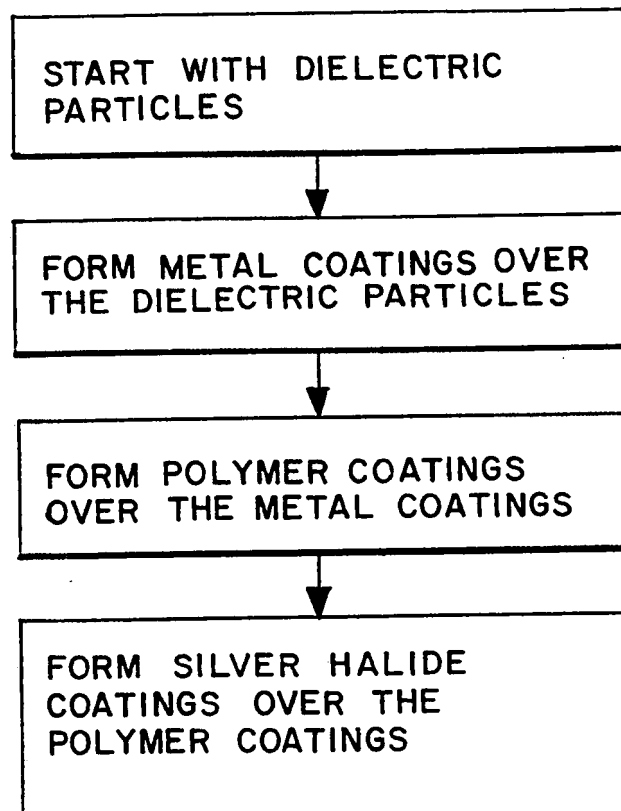 START WITH DIELECTRIC
PARTICLES
FORM METAL COATINGS OVER
THE DIELECTRIC PARTICLES
FORM POLYMER COATINGS
OVER THE METAL COATINGS
FORM SILVER HALIDE
COATINGS OVER THE
POLYMER COATINGS